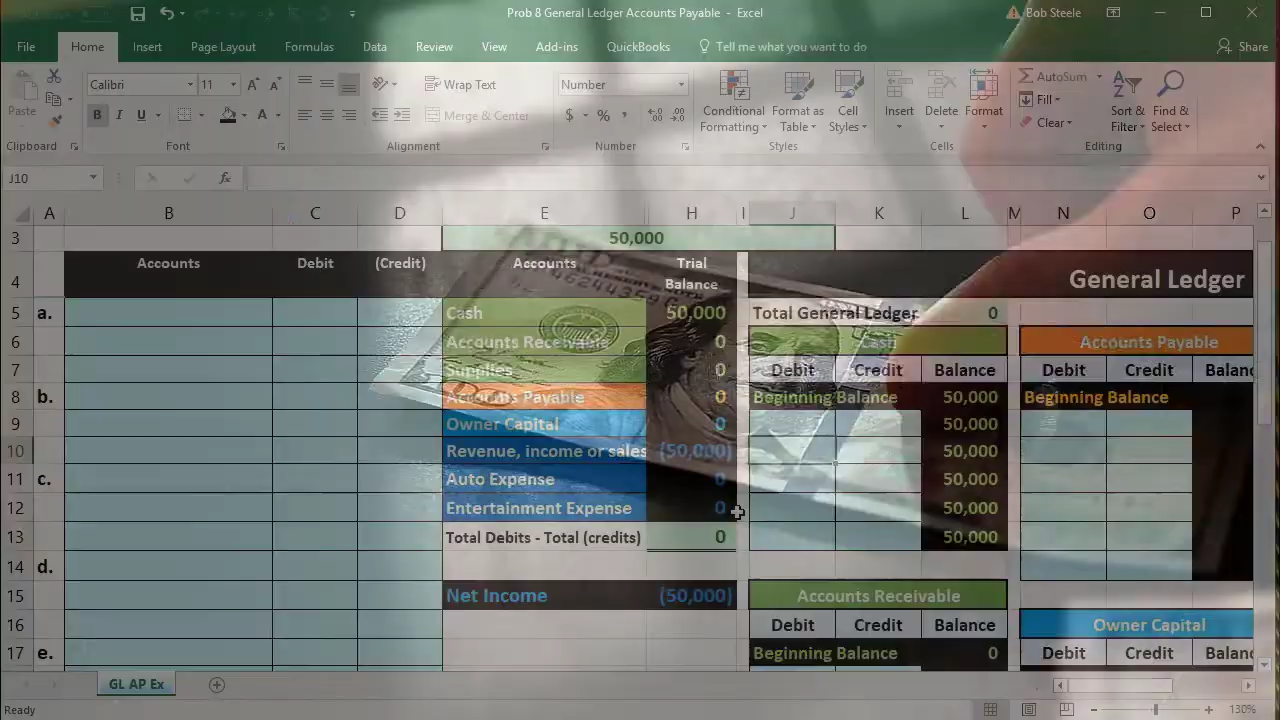 Prob 8 General Ledger Accounts Payable - Excel
Bob Steele
File Home Insert Page Layout Formulas Data Review View Add-ins QuickBooks Tell me what you want to do Share
Paste Calibri 11 Wrap Text Number AutoSum
B I U A Merge & Center $ % Conditional Formatting Format as Table Cell Styles Insert Delete Format Fill Clear Sort & Filter Find & Select
Clipboard Font Alignment Number Styles Cells Editing
J10 fx
A B C D E H I J K L M N O P
3 50,000
4 Accounts Debit (Credit) Accounts Trial Balance General Ledger
5 a. Cash 50,000 Total General Ledger 0
6 Accounts Receivable 0 Cash Accounts Payable
7 Supplies 0 Debit Credit Balance Debit Credit Balanc
8 b. Accounts Payable 0 Beginning Balance 50,000 Beginning Balance
9 Owner Capital 0 50,000
10 Revenue, income or sales (50,000) 50,000
11 c. Auto Expense 0 50,000
12 Entertainment Expense 0 50,000
13 Total Debits - Total (credits) 0 50,000
14 d.
15 Net Income (50,000) Accounts Receivable
16 Debit Credit Balance Owner Capital
17 e. Beginning Balance 0 Debit Credit Balanc
GL AP Ex
Ready 130%